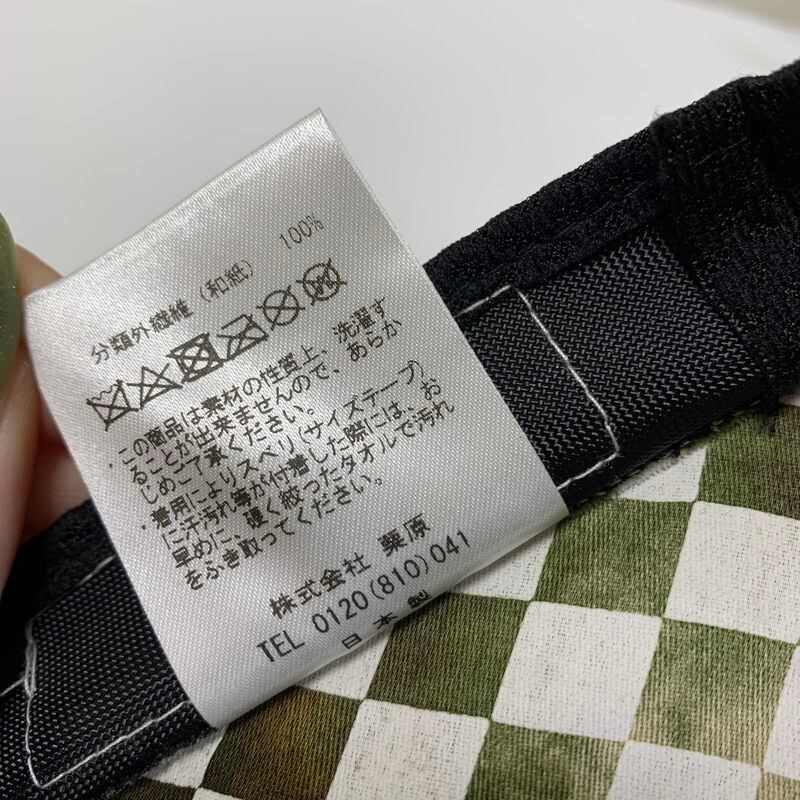 分類外繊維（和紙） 100%
・この商品は素材の性質上、洗濯す
ることが出来ませんので、あらか
じめご了承ください。
・着用によりスベリ(サイズテープ)
に汗汚れ等が付着した際には、お
早めに、硬く絞ったタオルで汚れ
をふき取ってください。
株式会社 栗原
TEL 0120(810)041
日本製